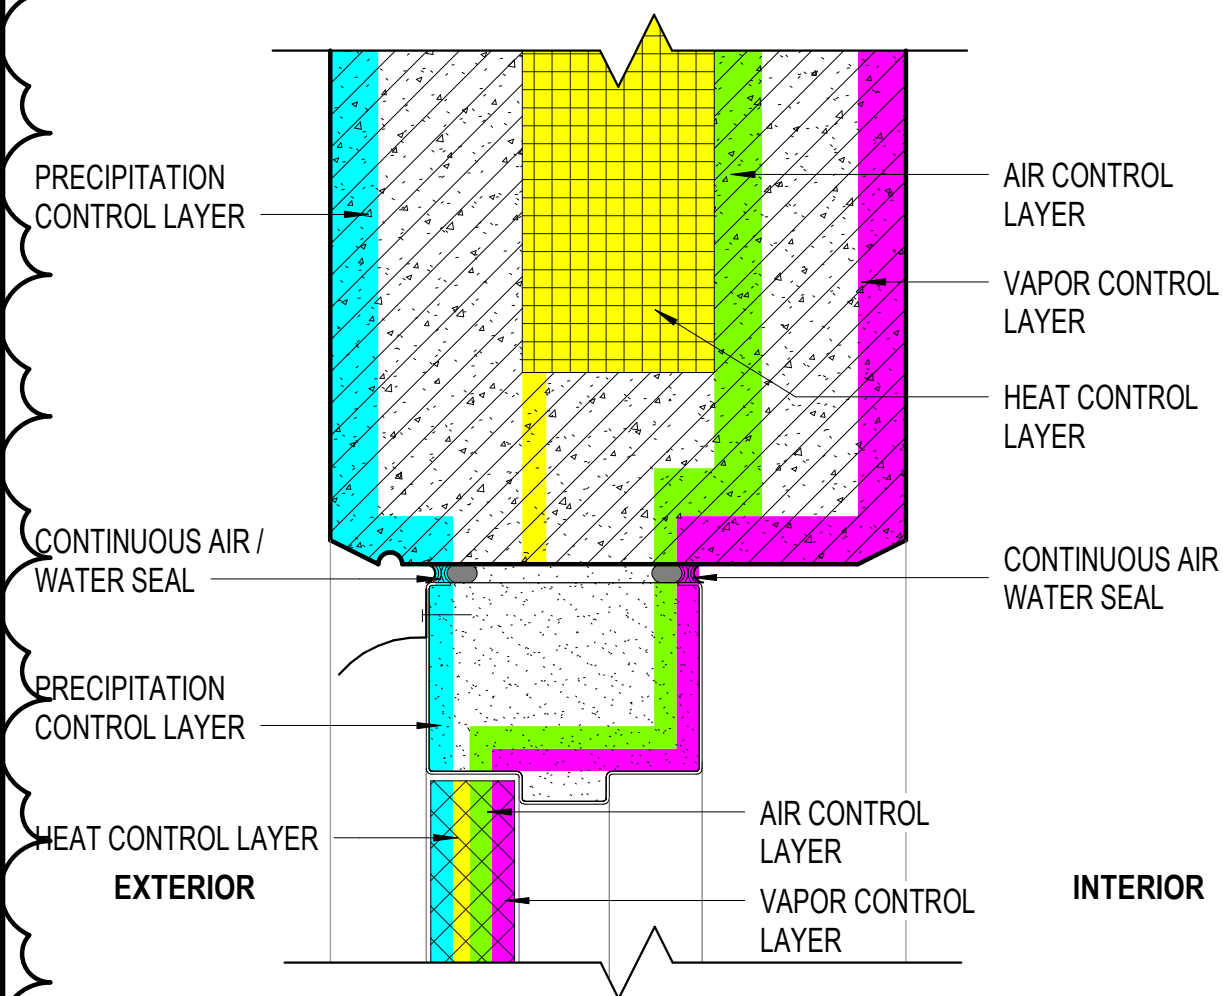 PRECIPITATION
CONTROL LAYER
AIR CONTROL
LAYER
VAPOR CONTROL
LAYER
HEAT CONTROL
LAYER
CONTINUOUS AIR /
WATER SEAL
CONTINUOUS AIR
WATER SEAL
PRECIPITATION
CONTROL LAYER
HEAT CONTROL LAYER
AIR CONTROL
LAYER
EXTERIOR
VAPOR CONTROL
LAYER
INTERIOR